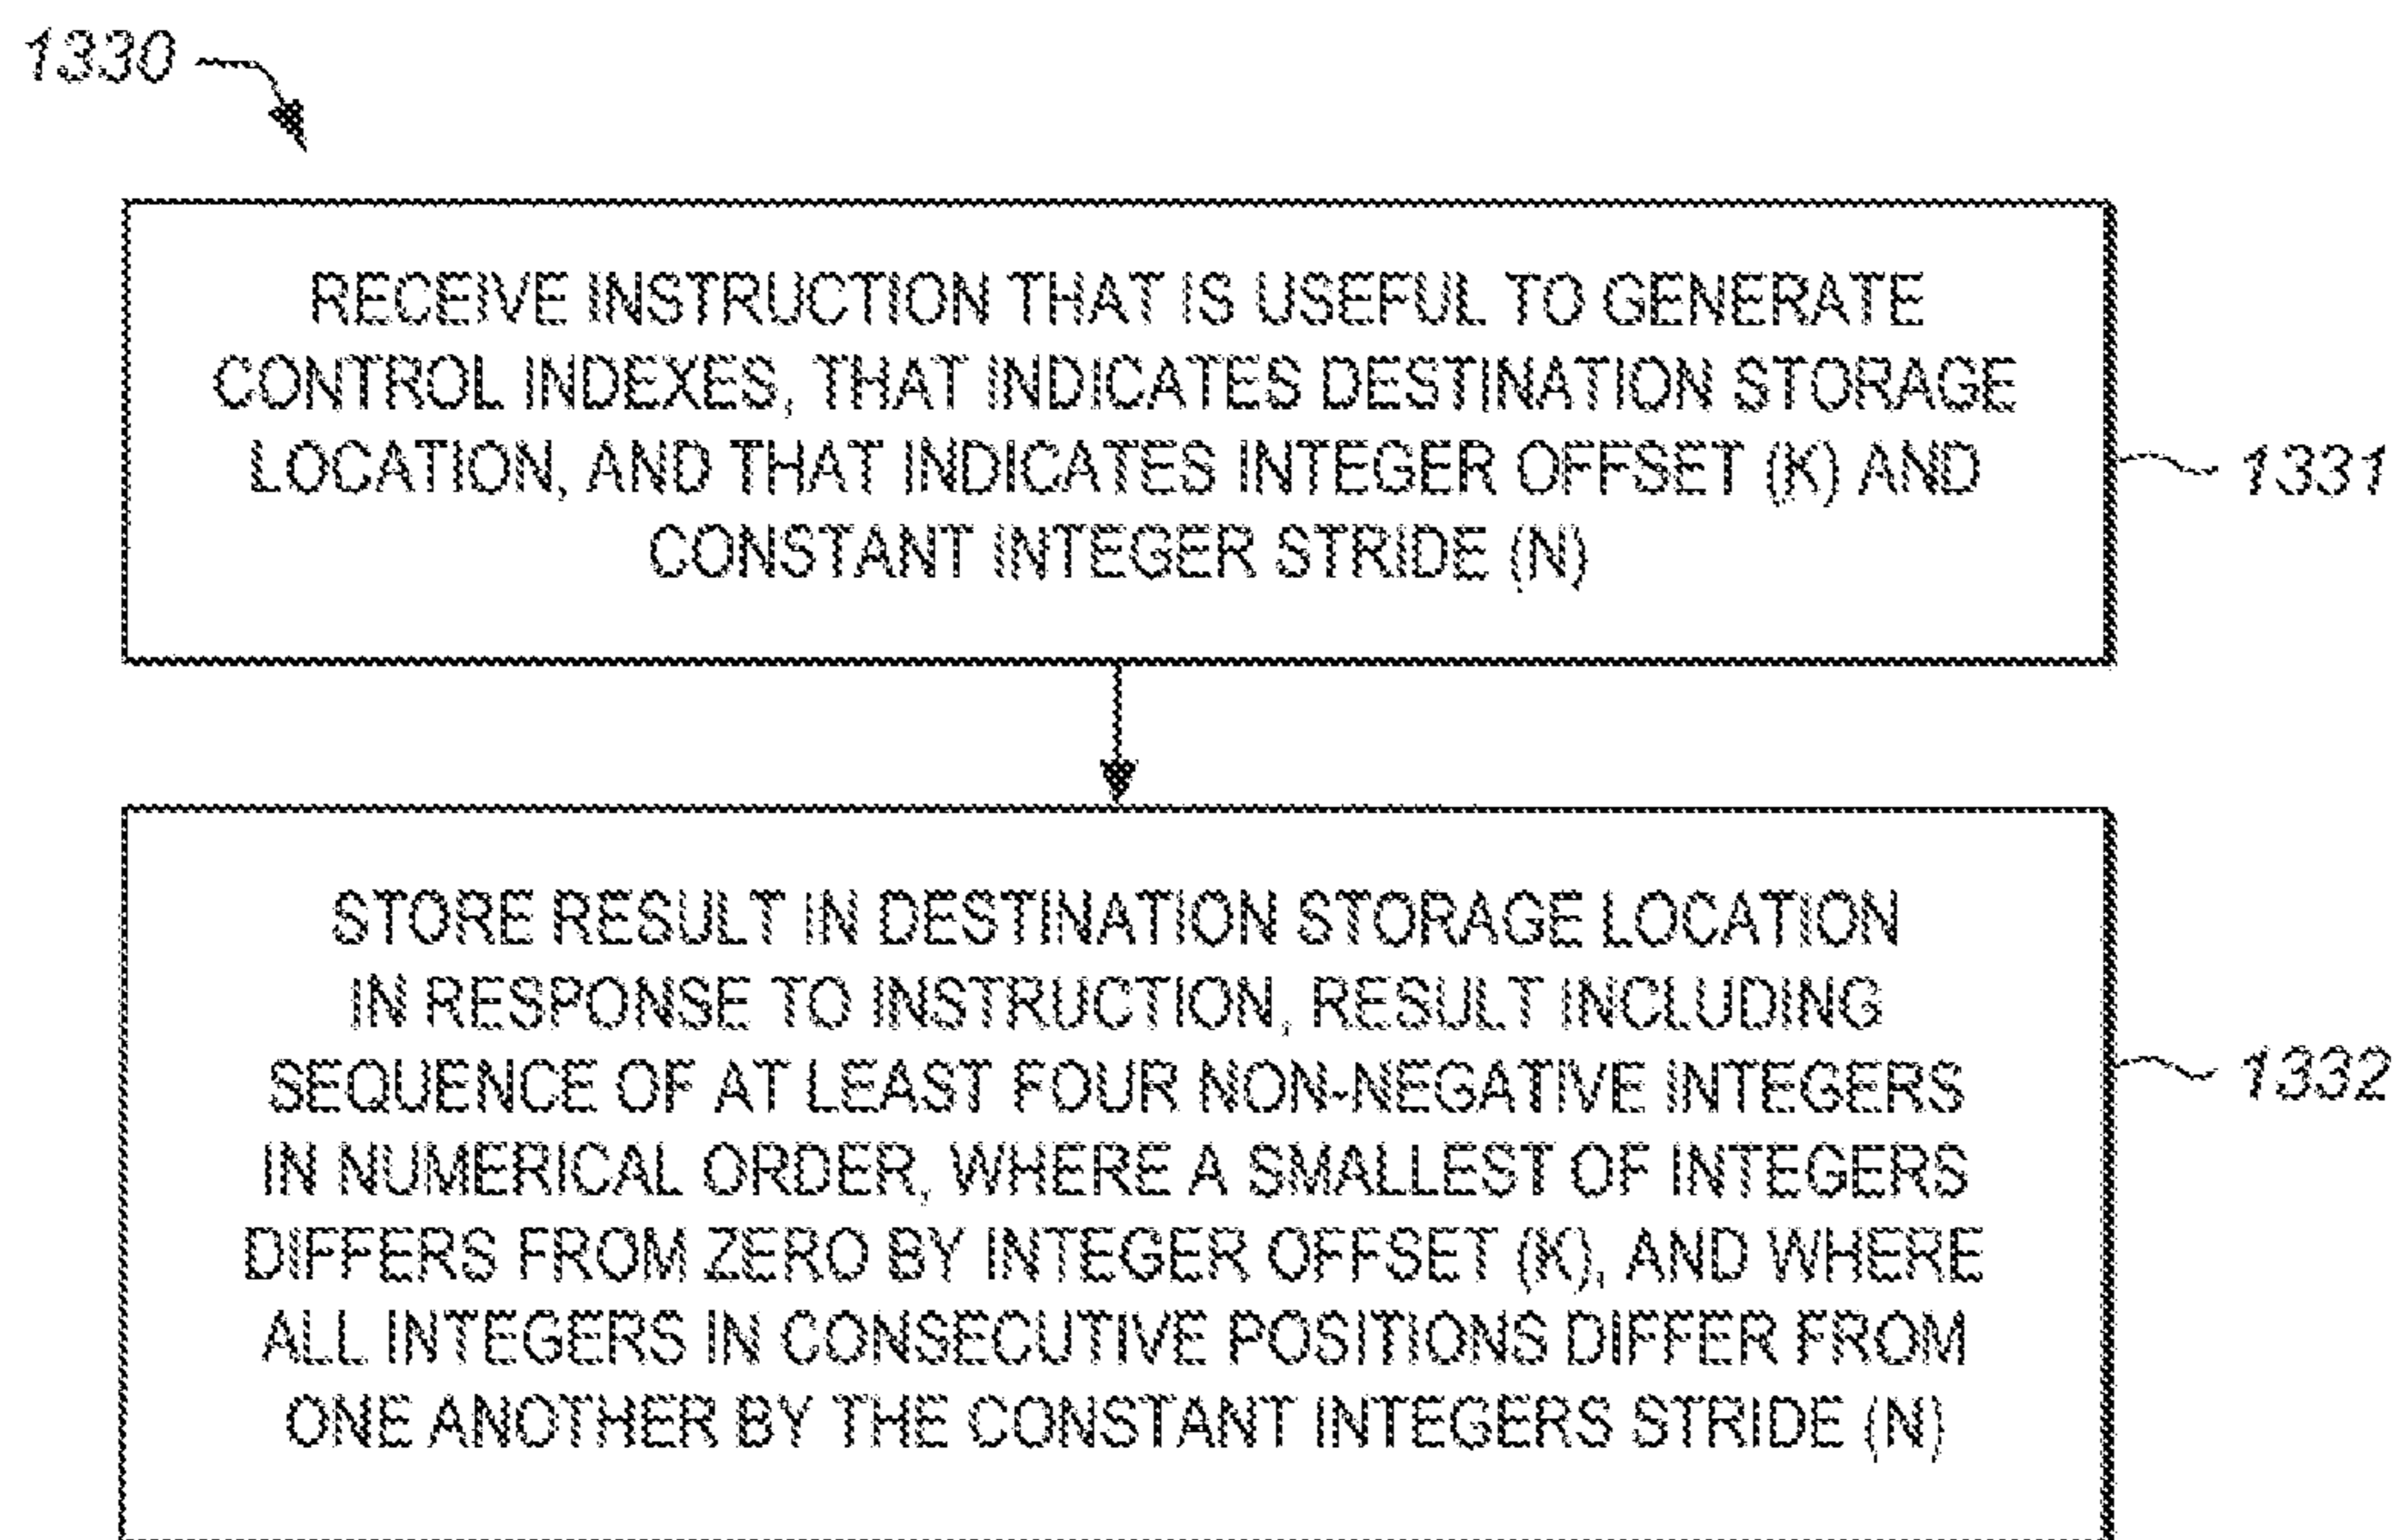 1330
RECEIVE INSTRUCTION THAT IS USEFUL TO GENERATE
CONTROL INDEXES, THAT INDICATES DESTINATION STORAGE
LOCATION, AND THAT INDICATES INTEGER OFFSET (K) AND
CONSTANT INTEGER STRIDE (N)
1331
STORE RESULT IN DESTINATION STORAGE LOCATION
IN RESPONSE TO INSTRUCTION, RESULT INCLUDING
SEQUENCE OF AT LEAST FOUR NON-NEGATIVE INTEGERS
IN NUMERICAL ORDER, WHERE A SMALLEST OF INTEGERS
DIFFERS FROM ZERO BY INTEGER OFFSET (K), AND WHERE
ALL INTEGERS IN CONSECUTIVE POSITIONS DIFFER FROM
ONE ANOTHER BY THE CONSTANT INTEGERS STRIDE (N)
1332